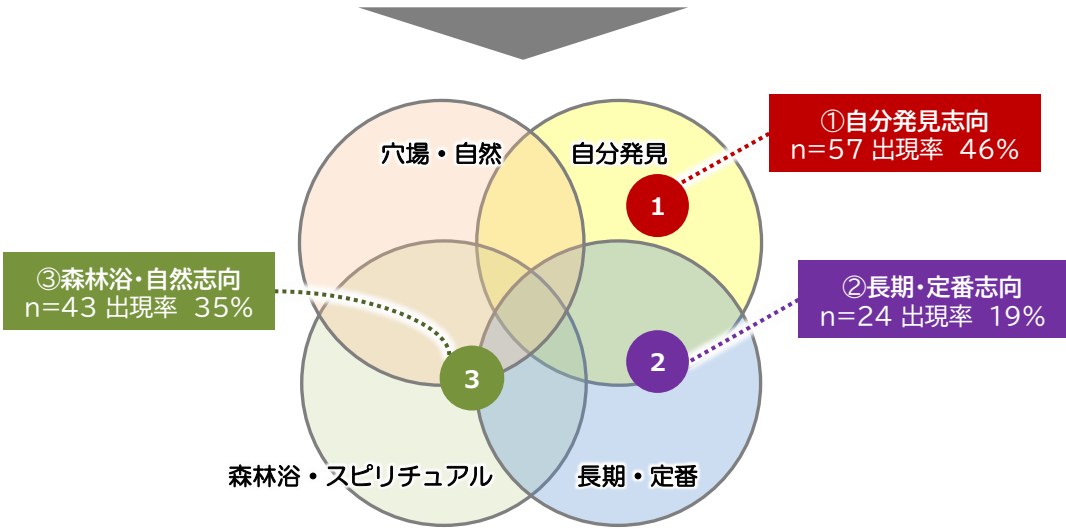 穴場・自然
自分発見
①自分発見志向
n=57 出現率 46%
1
③森林浴・自然志向
n=43 出現率 35%
②長期・定番志向
n=24 出現率 19%
2
3
森林浴・スピリチュアル
長期・定番